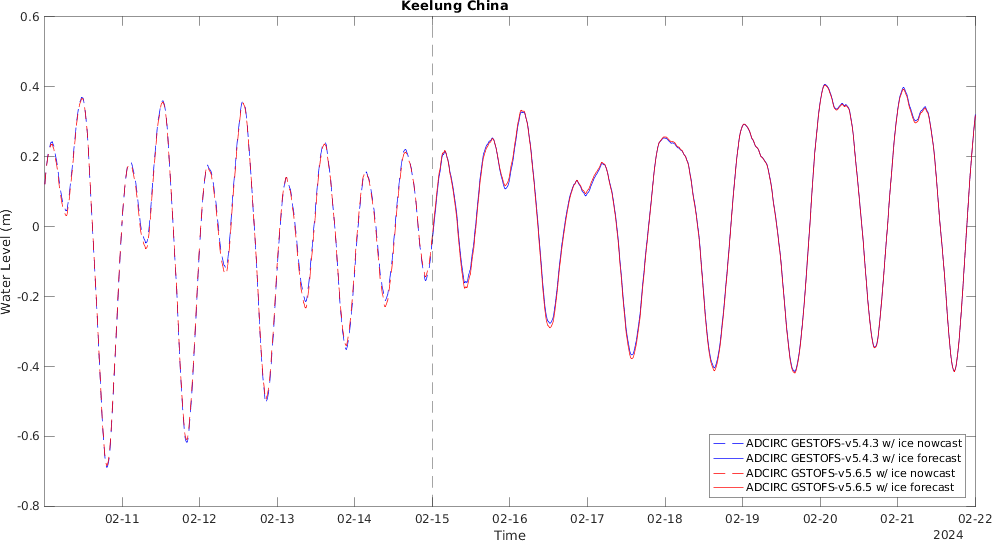 Keelung China
0.6
0.4
0.2
0
-0.2
-0.4
-0.6
-0.8
Water Level (m)
ADCIRC GESTOFS-v5.4.3 w/ ice nowcast
ADCIRC GESTOFS-v5.4.3 w/ ice forecast
ADCIRC GSTOFS-v5.6.5 w/ ice nowcast
ADCIRC GSTOFS-v5.6.5 w/ ice forecast
02-11 02-12 02-13 02-14 02-15 02-16 02-17 02-18 02-19 02-20 02-21 02-22
Time
2024